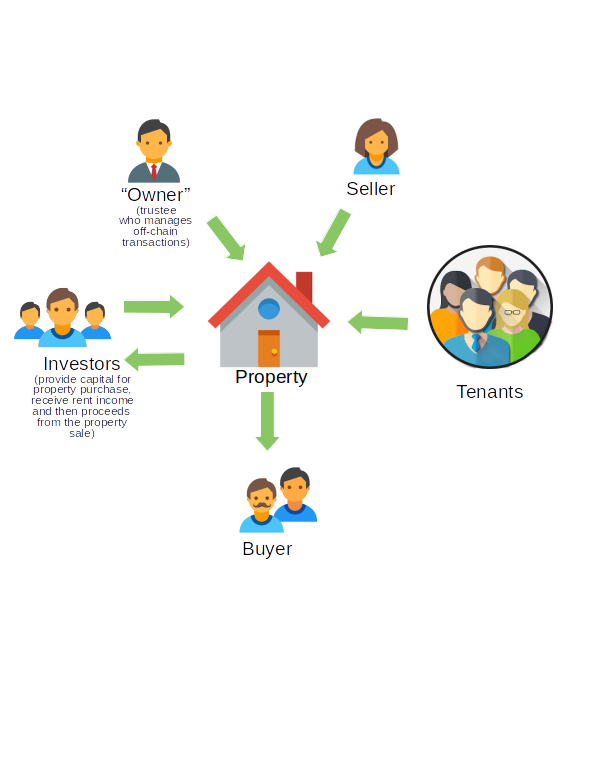 “Owner”
(trustee
who manages
off-chain
transactions)
Seller
Investors
(provide capital for
property purchase,
receive rent income
and then proceeds
from the property
sale)
Property
Tenants
Buyer